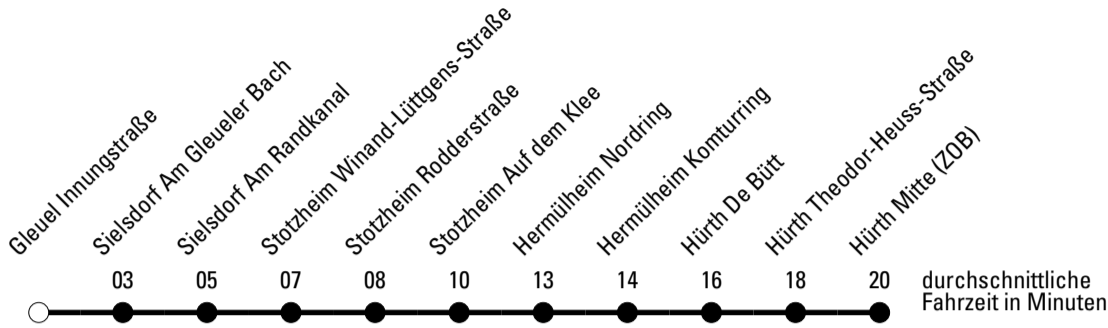 Gleuel Innungstraße
Sielsdorf Am Gleueler Bach
Sielsdorf Am Randkanal
Stotzheim Winand-Lüttgens-Straße
Stotzheim Rodderstraße
Stotzheim Auf dem Klee
Hermülheim Nordring
Hermülheim Komturring
Hürth De Bütt
Hürth Theodor-Heuss-Straße
Hürth Mitte (ZOB)
03 05 07 08 10 13 14 16 18 20 durchschnittliche
Fahrzeit in Minuten